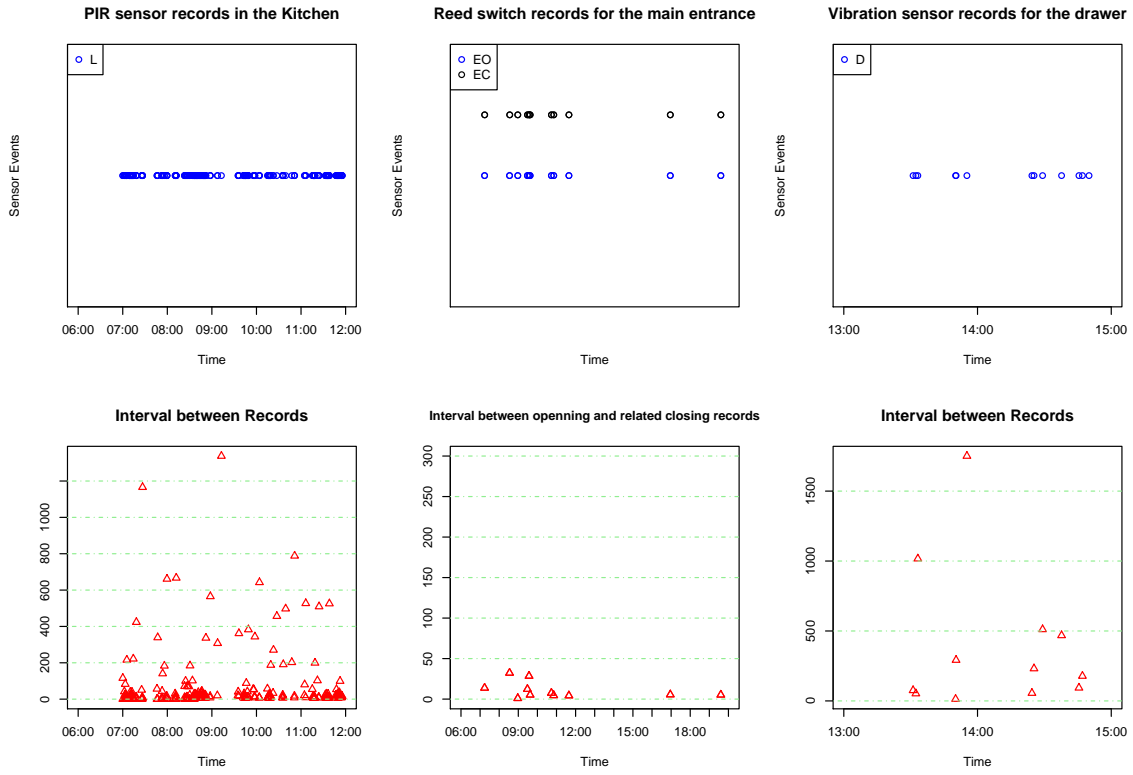 PIR sensor records in the Kitchen
L
Sensor Events
06:00 07:00 08:00 09:00 10:00 11:00 12:00
Time
Reed switch records for the main entrance
EO
EC
Sensor Events
Time
Vibration sensor records for the drawer
D
Sensor Events
13:00 14:00 15:00
Time
Interval between Records
1000
800
600
400
200
0
06:00 07:00 08:00 09:00 10:00 11:00 12:00
Time
Interval between openning and related closing records
300
250
200
150
100
50
0
06:00 09:00 12:00 15:00 18:00
Time
Interval between Records
1500
1000
500
0
13:00 14:00 15:00
Time